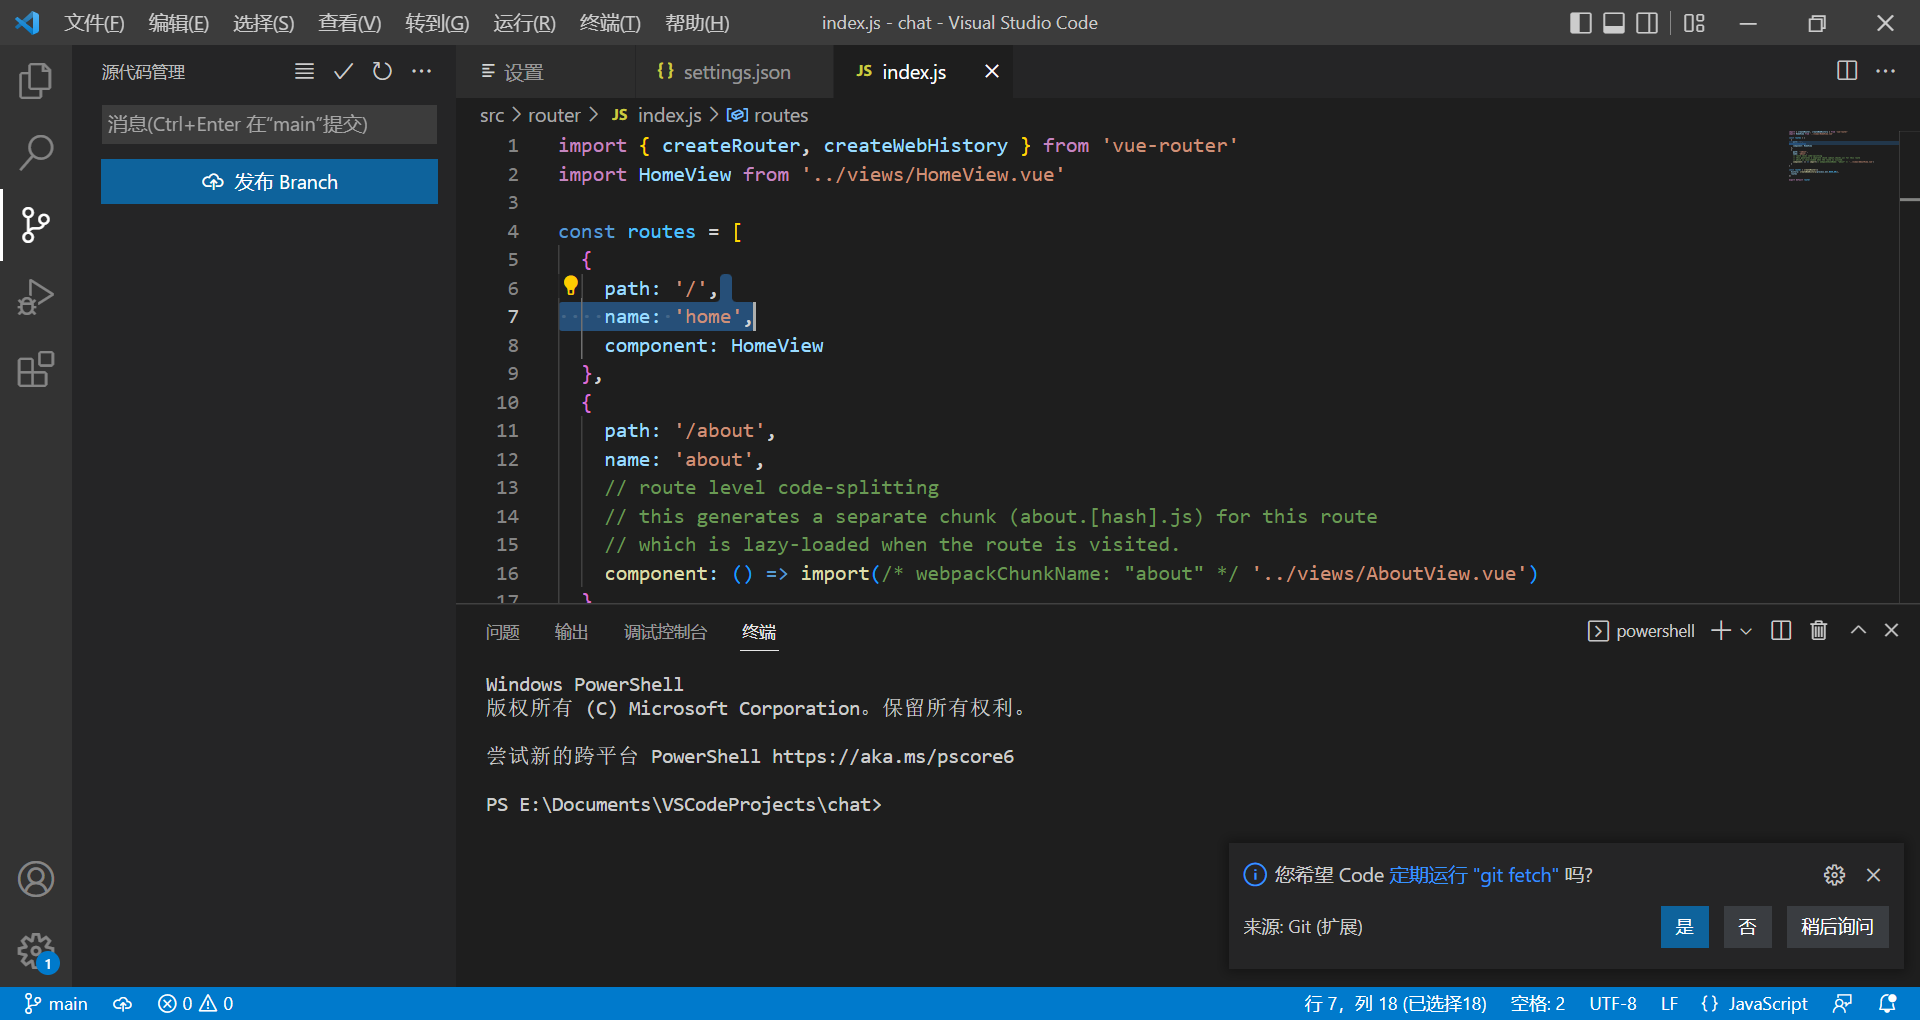 文件(F) 编辑(E) 选择(S) 查看(V) 转到(G) 运行(R) 终端(T) 帮助(H) index.js - chat - Visual Studio Code
源代码管理
消息(Ctrl+Enter 在“main”提交)
发布 Branch
设置 {} settings.json JS index.js
src > router > JS index.js > routes
1 import { createRouter, createWebHistory } from 'vue-router'
2 import HomeView from '../views/HomeView.vue'
3
4 const routes = [
5 {
6 path: '/',
7 name: 'home',
8 component: HomeView
9 },
10 {
11 path: '/about',
12 name: 'about',
13 // route level code-splitting
14 // this generates a separate chunk (about.[hash].js) for this route
15 // which is lazy-loaded when the route is visited.
16 component: () => import(/* webpackChunkName: "about" */ '../views/AboutView.vue')
17 }
问题 输出 调试控制台 终端 powershell
Windows PowerShell
版权所有 (C) Microsoft Corporation。保留所有权利。
尝试新的跨平台 PowerShell https://aka.ms/pscore6
PS E:\Documents\VSCodeProjects\chat>
您希望 Code 定期运行 "git fetch" 吗?
来源: Git (扩展) 是 否 稍后询问
1
main 0 0 行 7, 列 18 (已选择18) 空格: 2 UTF-8 LF {} JavaScript